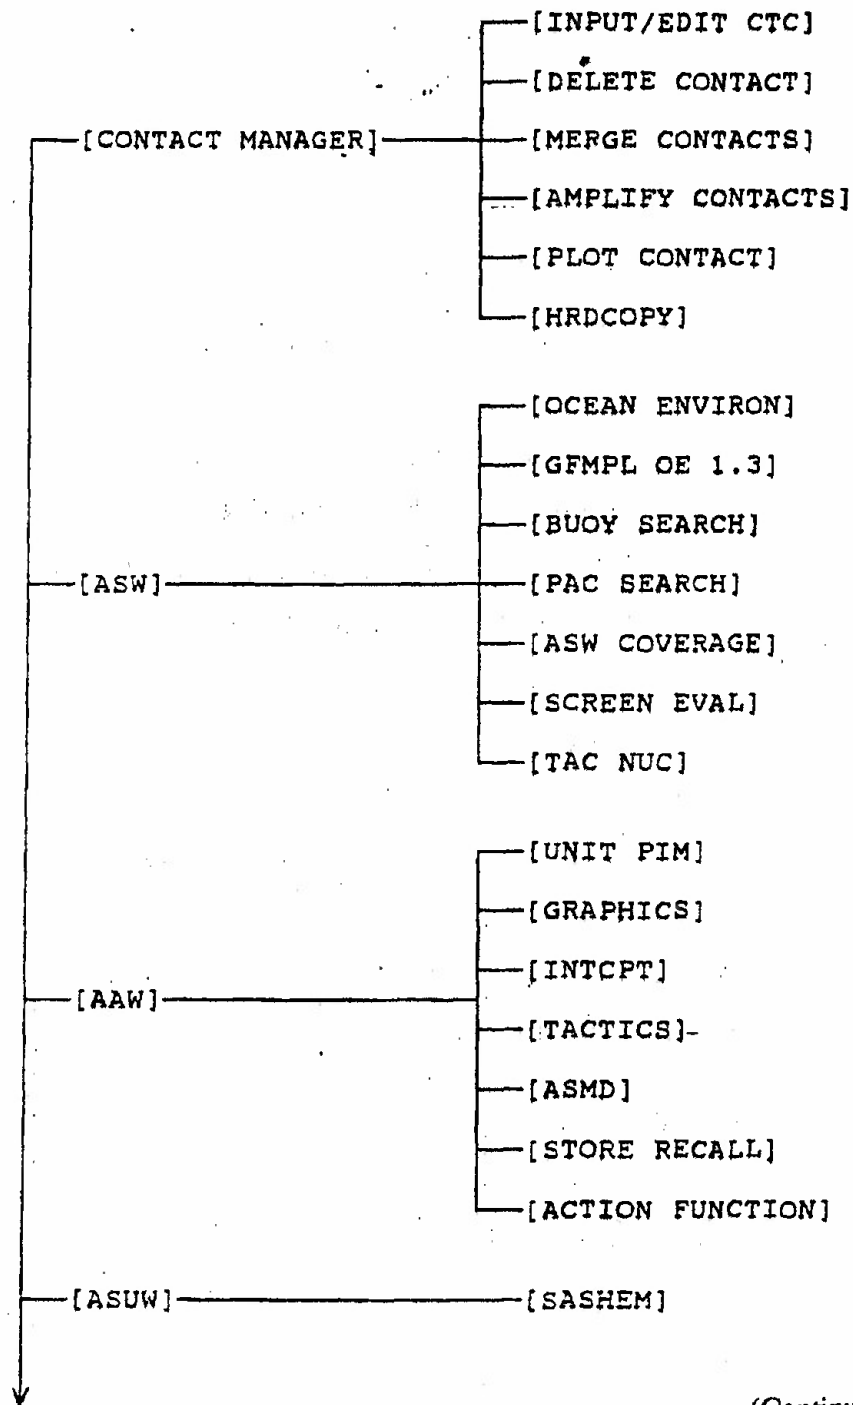 [INPUT/EDIT CTC]
[DELETE CONTACT]
[CONTACT MANAGER]
[MERGE CONTACTS]
[AMPLIFY CONTACTS]
[PLOT CONTACT]
[HRDCOPY]
[OCEAN ENVIRON]
[GFMPL OE 1.3]
[BUOY SEARCH]
[ASW]
[PAC SEARCH]
[ASW COVERAGE]
[SCREEN EVAL]
[TAC NUC]
[UNIT PIM]
[GRAPHICS]
[INTCPT]
[AAW]
[TACTICS]
[ASMD]
[STORE RECALL]
[ACTION FUNCTION]
[ASUW]
[SASHEM]